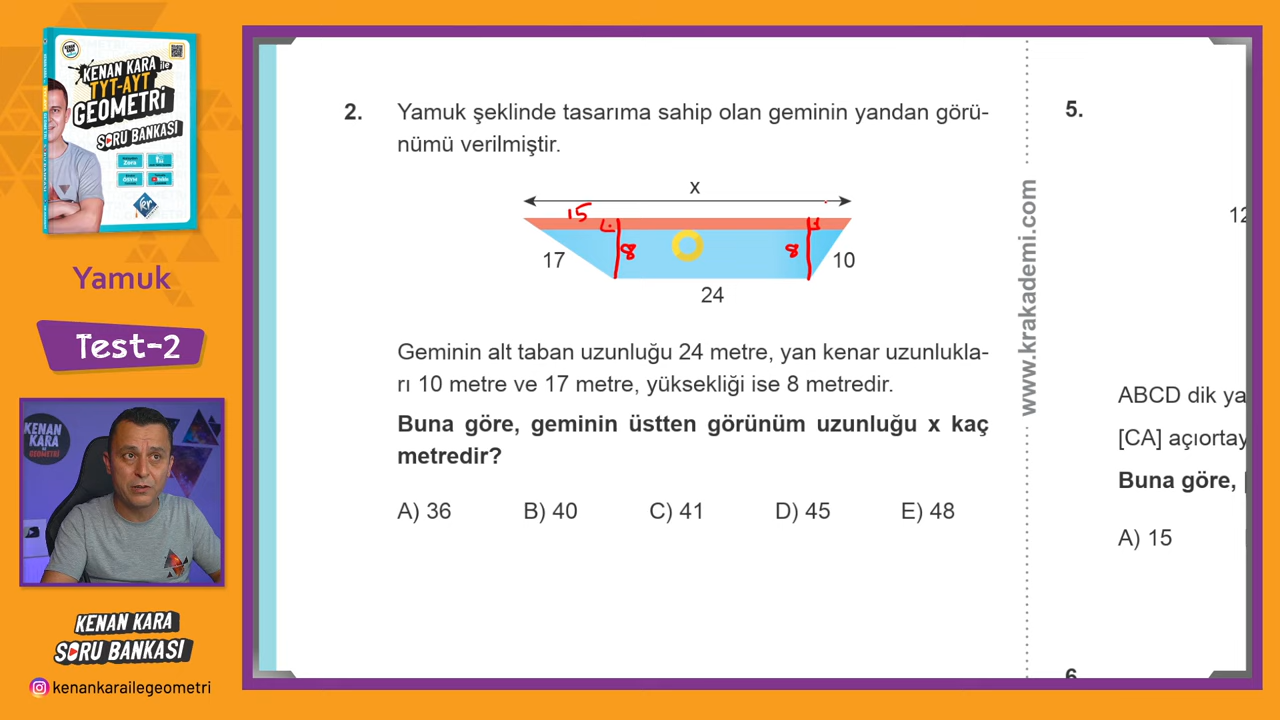 KENAN KARA ile
TYT-AYT
GEOMETRİ
SORU BANKASI
Yamuk
Test-2
KENAN
KARA
GEOMETRİ
KENAN KARA
SORU BANKASI
kenankarailegeometri
2. Yamuk şeklinde tasarıma sahip olan geminin yandan görü-
nümü verilmiştir.
x
15
17
8
8
10
24
Geminin alt taban uzunluğu 24 metre, yan kenar uzunlukla-
rı 10 metre ve 17 metre, yüksekliği ise 8 metredir.
Buna göre, geminin üstten görünüm uzunluğu x kaç
metredir?
A) 36 B) 40 C) 41 D) 45 E) 48
www.krakademi.com
5.
12
ABCD dik ya
[CA] açıortay
Buna göre,
A) 15
6